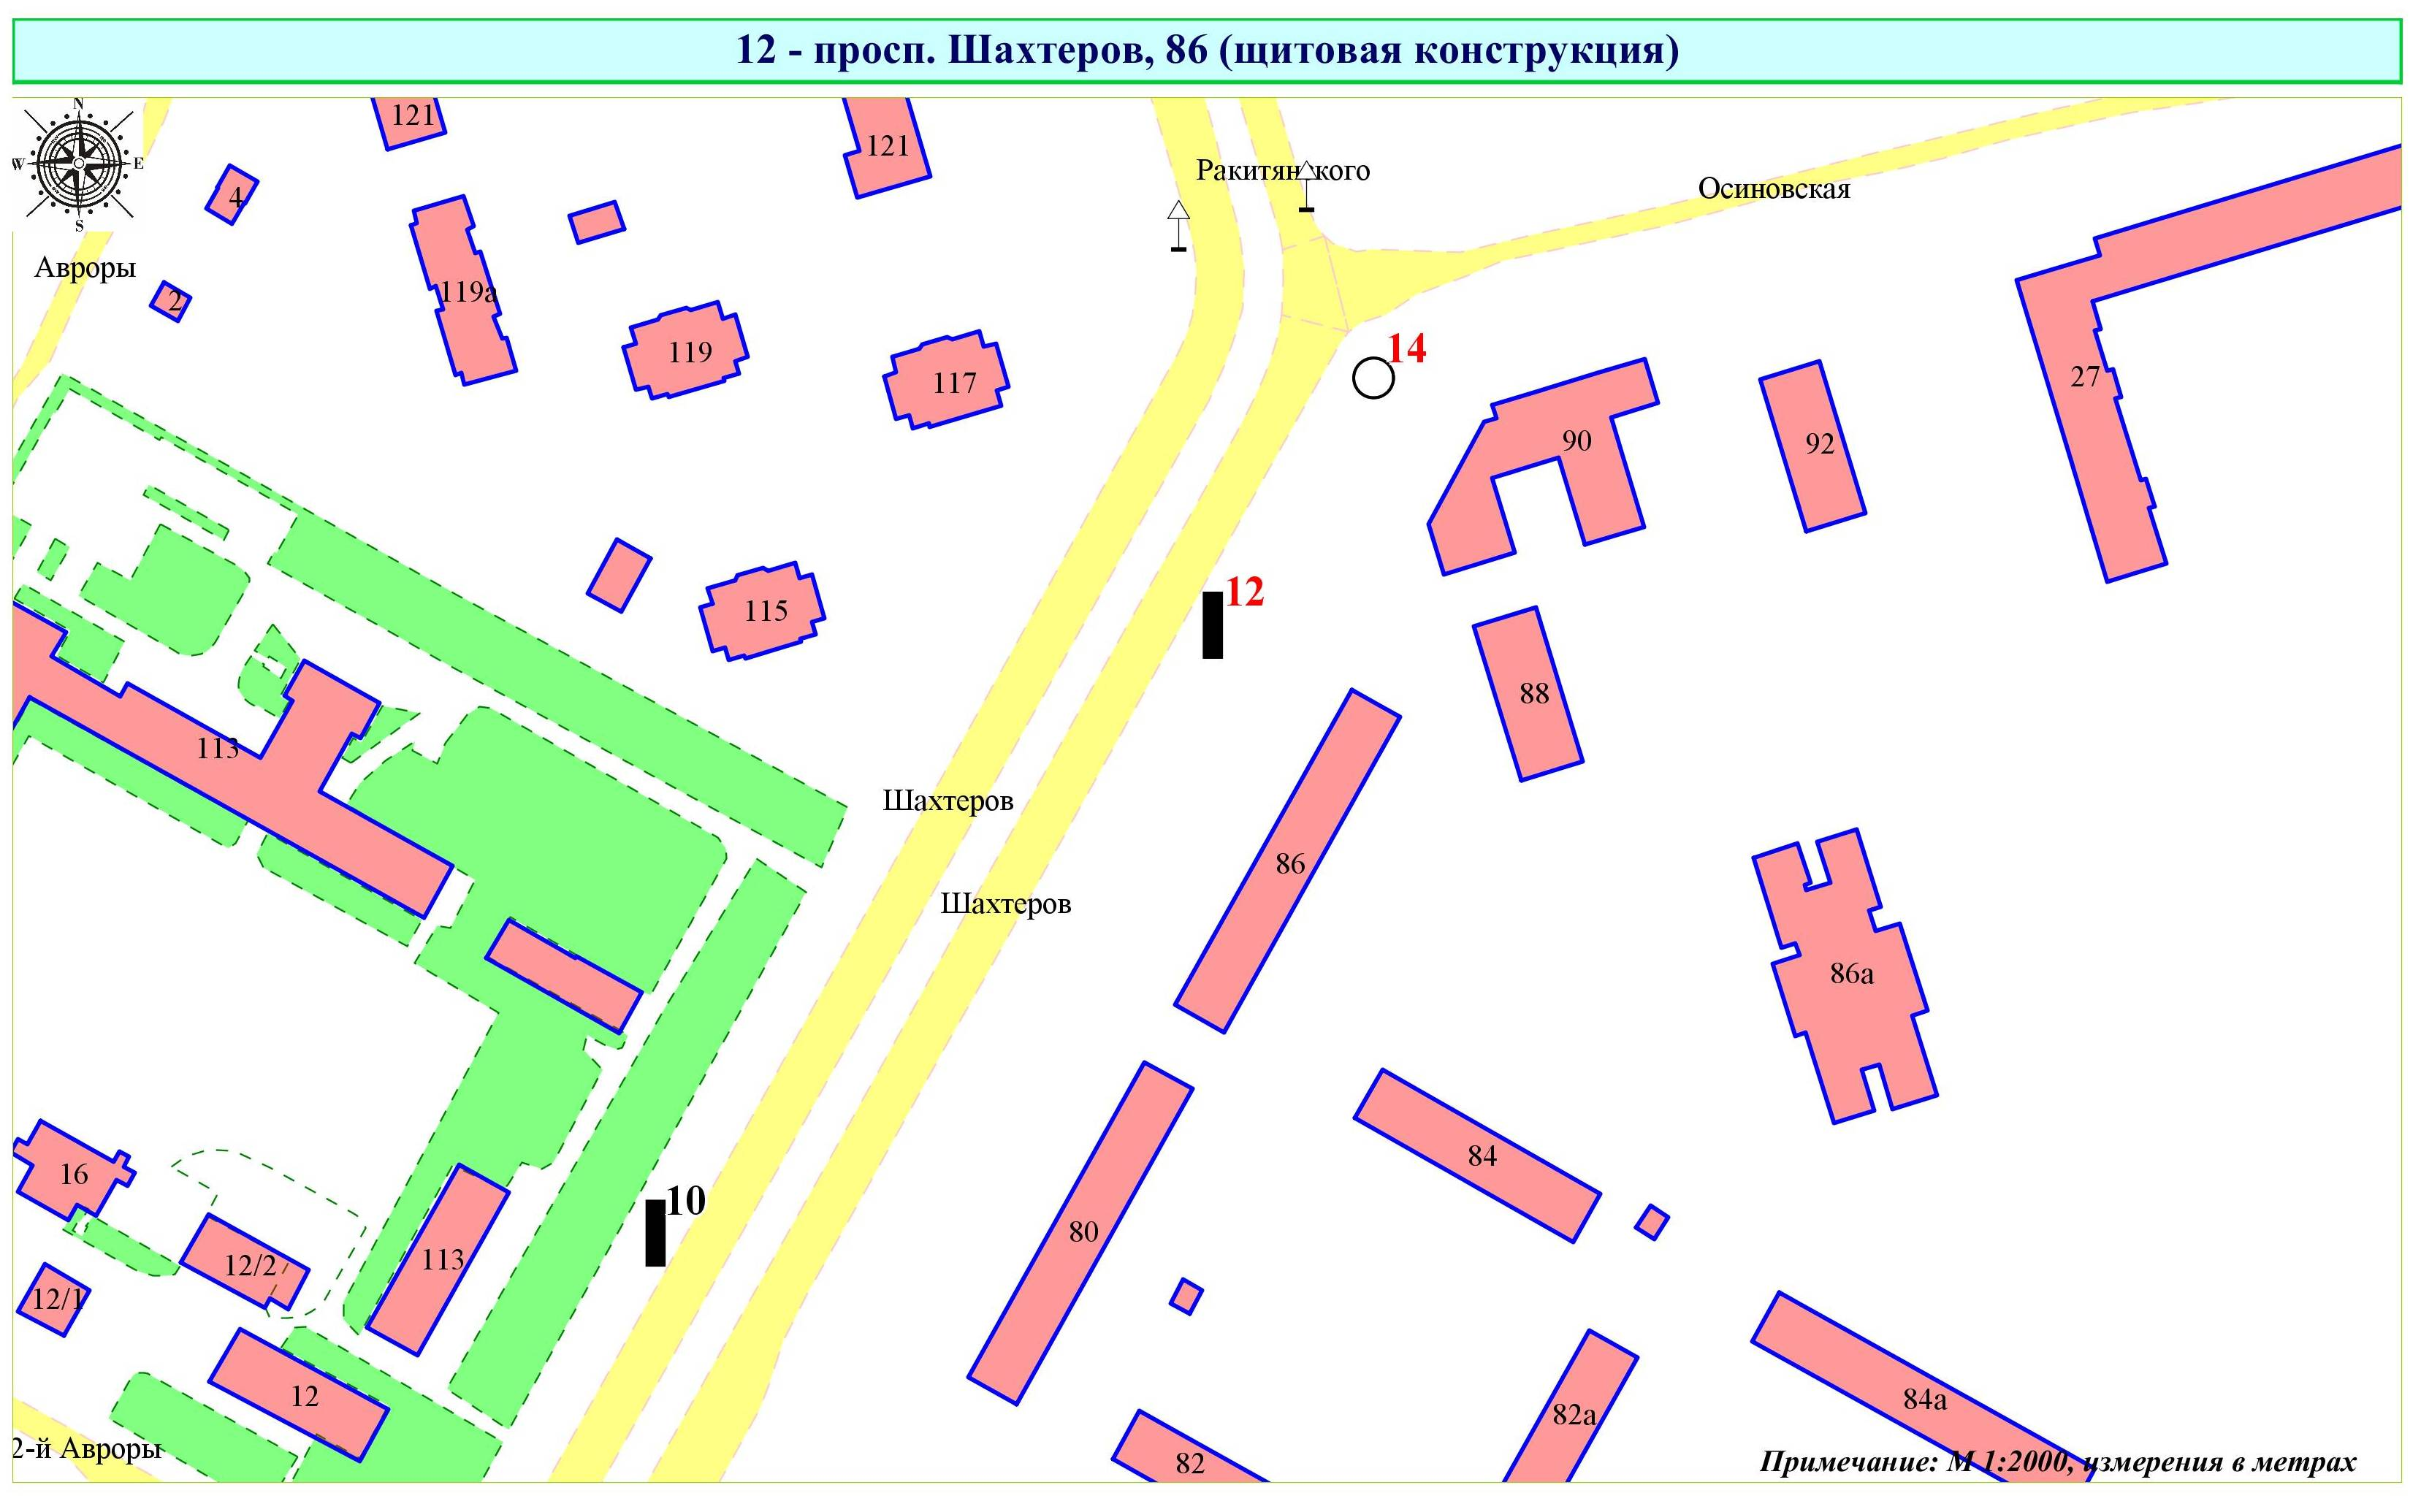 12 - просп. Шахтеров, 86 (щитовая конструкция)
N
W
E
S
121
121
4
Ракитянского
Осиновская
Авроры
2
119а
119
117
14
27
90
92
12
115
88
113
Шахтеров
86
Шахтеров
86а
84
16
10
80
12/2
113
12/1
12
84а
82а
2-й Авроры
82
Примечание: М 1:2000, измерения в метрах